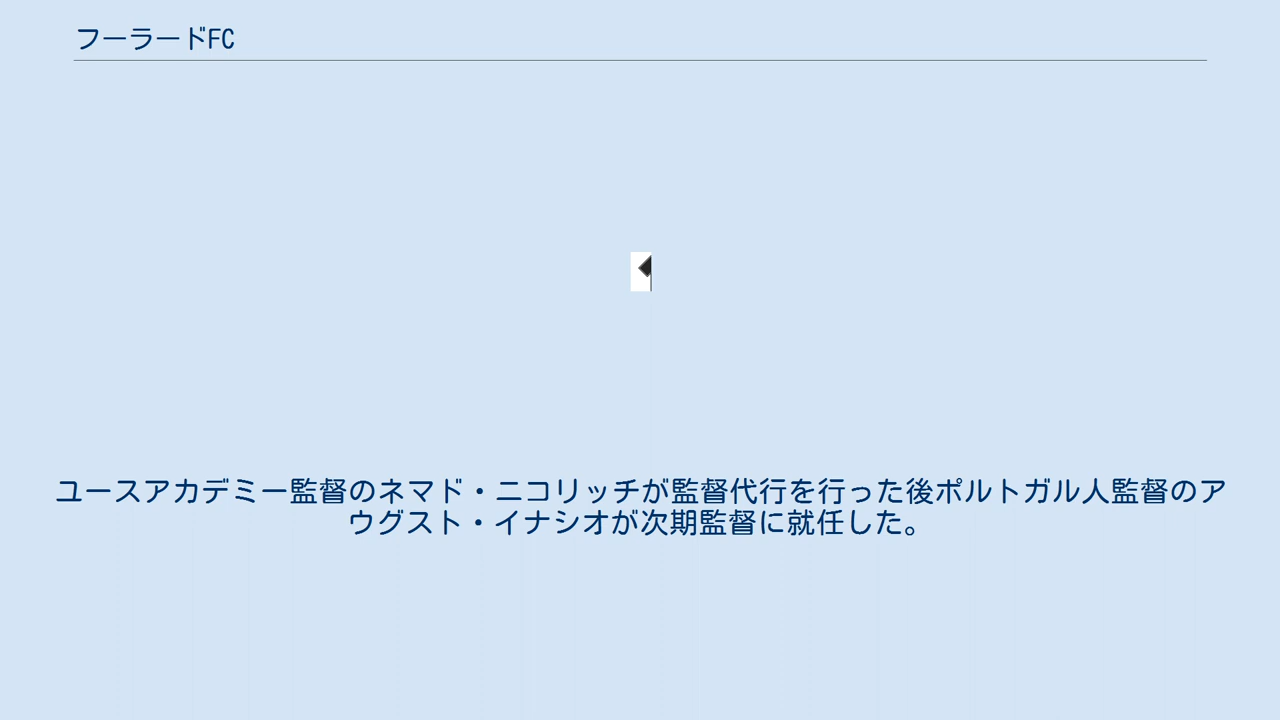 フーラードFC
ユースアカデミー監督のネマド・ニコリッチが監督代行を行った後ポルトガル人監督のア
ウグスト・イナシオが次期監督に就任した。